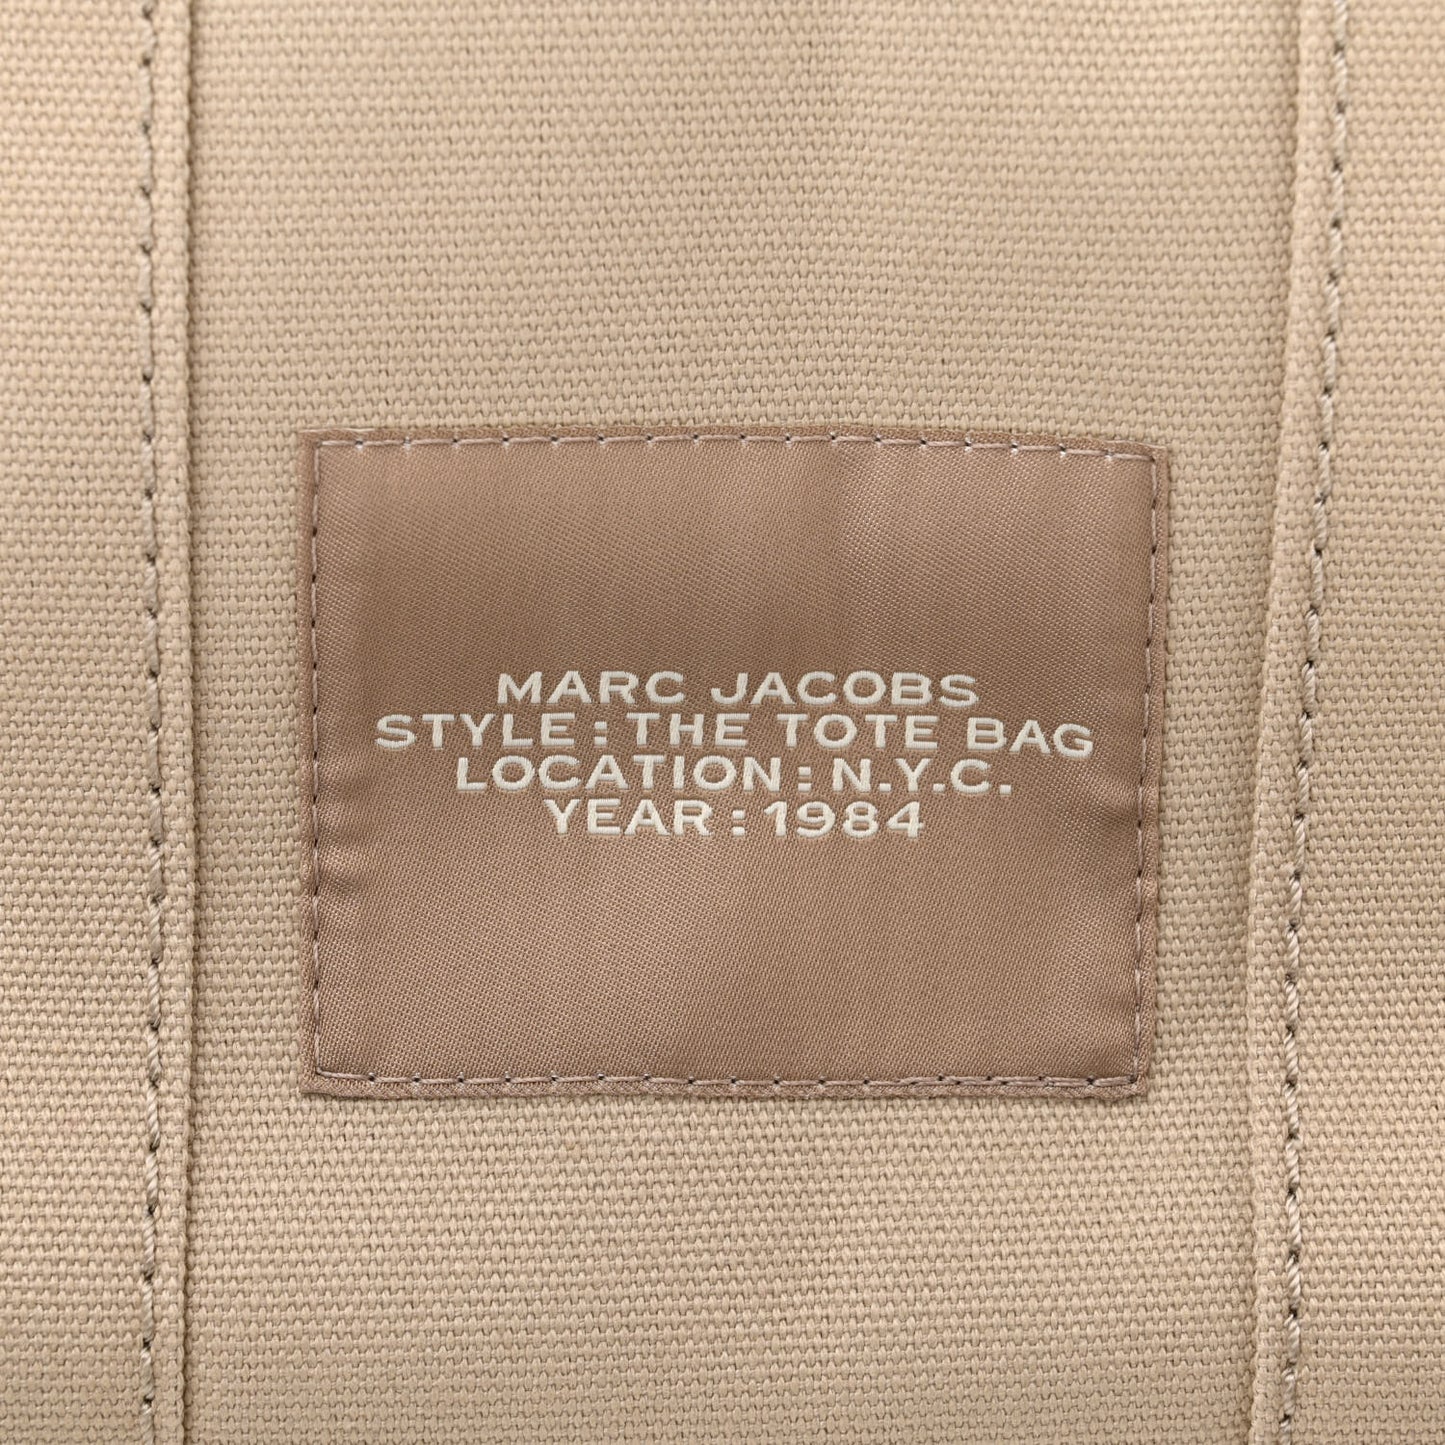 MARC JACOBS
STYLE : THE TOTE BAG
LOCATION : N.Y.C.
YEAR : 1984